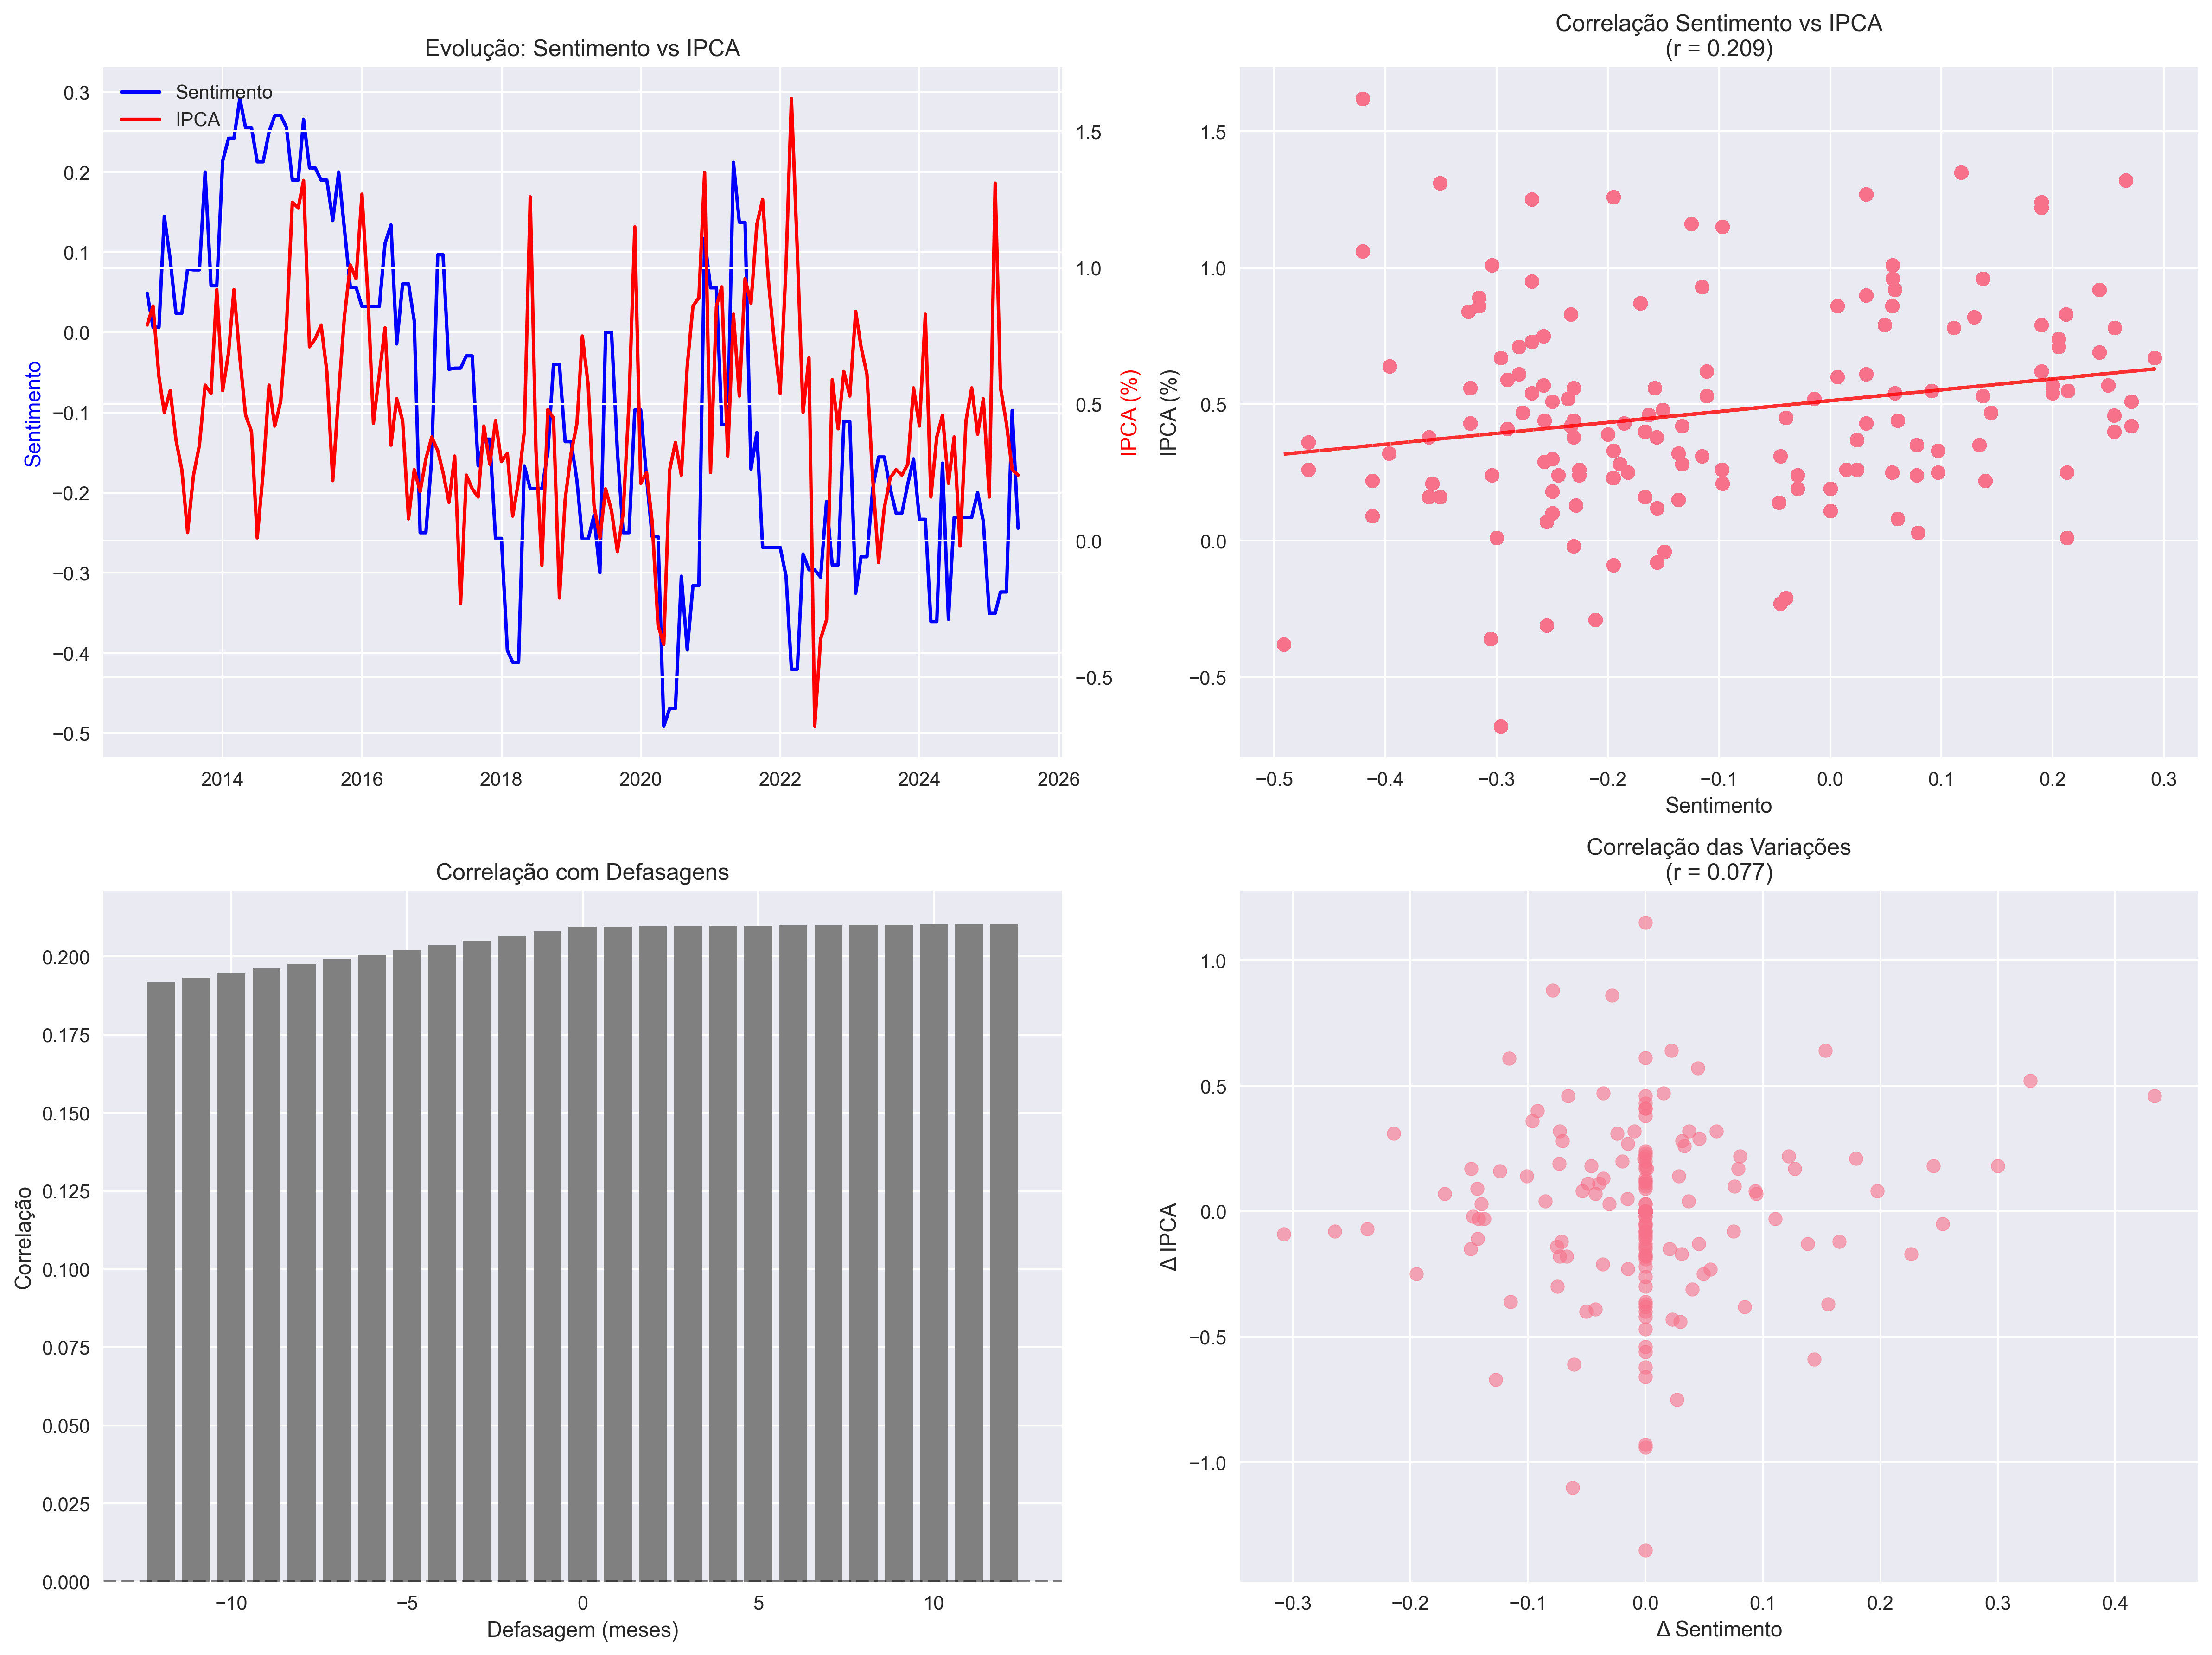 Evolução: Sentimento vs IPCA
Sentimento
IPCA
0.3
0.2
0.1
0.0
−0.1
−0.2
−0.3
−0.4
−0.5
Sentimento
1.5
1.0
0.5
0.0
−0.5
IPCA (%)
2014 2016 2018 2020 2022 2024 2026
Correlação Sentimento vs IPCA
(r = 0.209)
1.5
1.0
0.5
0.0
−0.5
IPCA (%)
−0.5 −0.4 −0.3 −0.2 −0.1 0.0 0.1 0.2 0.3
Sentimento
Correlação com Defasagens
0.200
0.175
0.150
0.125
0.100
0.075
0.050
0.025
0.000
Correlação
−10 −5 0 5 10
Defasagem (meses)
Correlação das Variações
(r = 0.077)
1.0
0.5
0.0
−0.5
−1.0
Δ IPCA
−0.3 −0.2 −0.1 0.0 0.1 0.2 0.3 0.4
Δ Sentimento